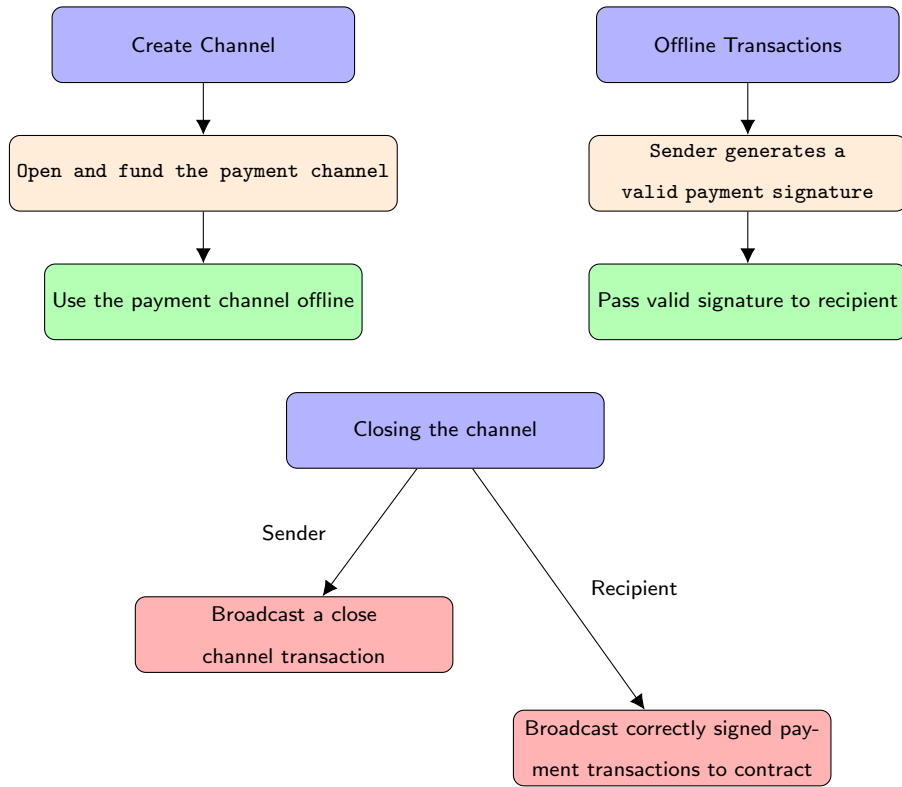 Create Channel
Open and fund the payment channel
Use the payment channel offline
Offline Transactions
Sender generates a
valid payment signature
Pass valid signature to recipient
Closing the channel
Sender
Recipient
Broadcast a close
channel transaction
Broadcast correctly signed pay-
ment transactions to contract